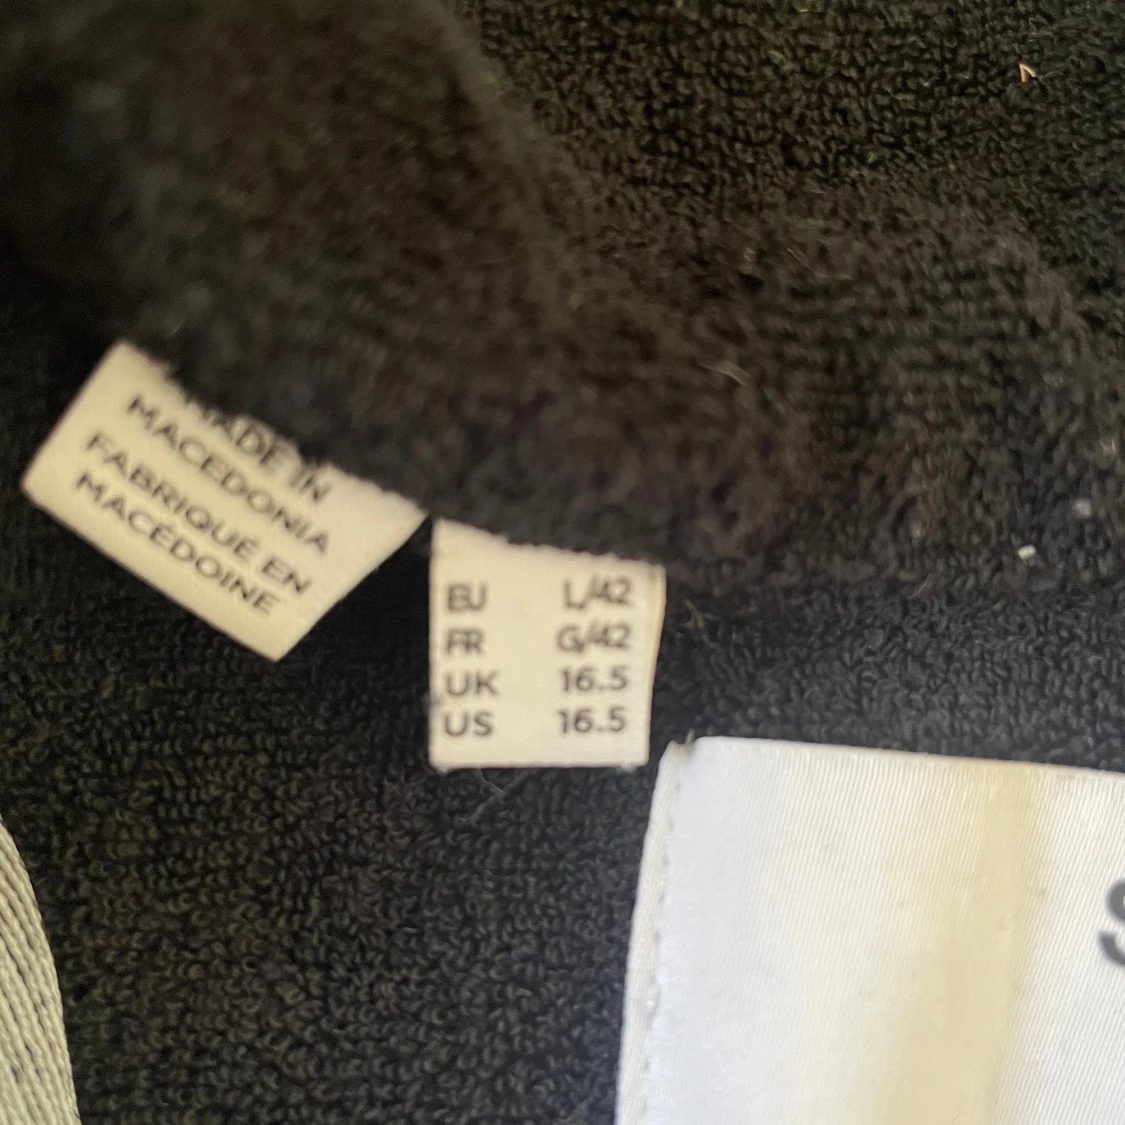 MADE IN
MACEDONIA
FABRIQUÉ EN
MACÉDOINE
EU L/42
FR G/42
UK 16.5
US 16.5
S